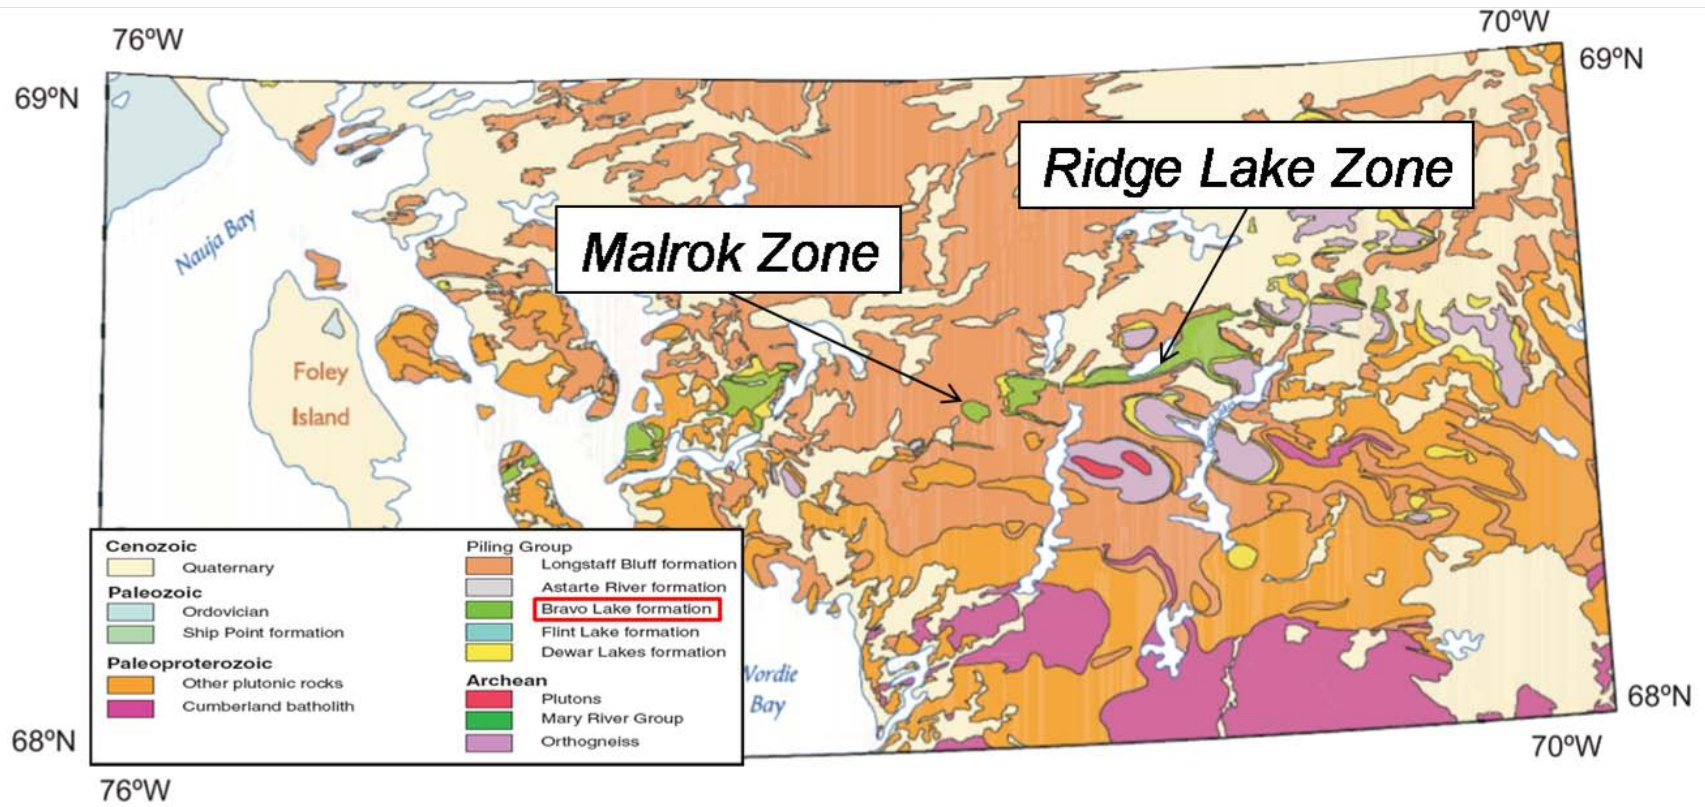 76ºW
70ºW
69ºN
69ºN
Ridge Lake Zone
Malrok Zone
Nauja Bay
Foley
Island
Cenozoic
Quaternary
Paleozoic
Ordovician
Ship Point formation
Paleoproterozoic
Other plutonic rocks
Cumberland batholith
Piling Group
Longstaff Bluff formation
Astarte River formation
Bravo Lake formation
Flint Lake formation
Dewar Lakes formation
Archean
Plutons
Mary River Group
Orthogneiss
Wordie
Bay
68ºN
68ºN
76ºW
70ºW